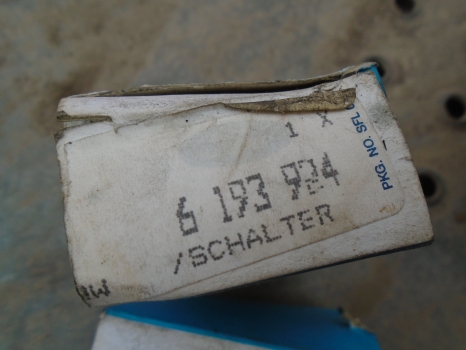 1 X
6 193 924
/SCHALTER
PKG. NO. SFL